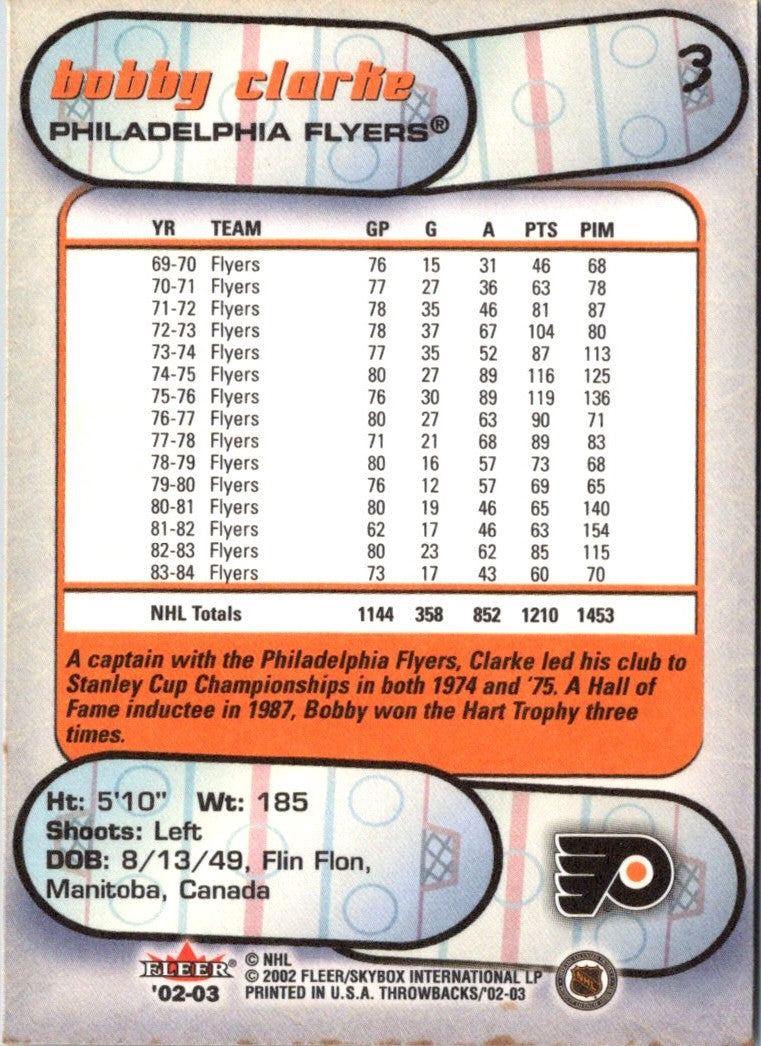 bobby clarke
3
PHILADELPHIA FLYERS®
YR TEAM GP G A PTS PIM
69-70 Flyers 76 15 31 46 68
70-71 Flyers 77 27 36 63 78
71-72 Flyers 78 35 46 81 87
72-73 Flyers 78 37 67 104 80
73-74 Flyers 77 35 52 87 113
74-75 Flyers 80 27 89 116 125
75-76 Flyers 76 30 89 119 136
76-77 Flyers 80 27 63 90 71
77-78 Flyers 71 21 68 89 83
78-79 Flyers 80 16 57 73 68
79-80 Flyers 76 12 57 69 65
80-81 Flyers 80 19 46 65 140
81-82 Flyers 62 17 46 63 154
82-83 Flyers 80 23 62 85 115
83-84 Flyers 73 17 43 60 70
NHL Totals 1144 358 852 1210 1453
A captain with the Philadelphia Flyers, Clarke led his club to
Stanley Cup Championships in both 1974 and '75. A Hall of
Fame inductee in 1987, Bobby won the Hart Trophy three
times.
Ht: 5'10" Wt: 185
Shoots: Left
DOB: 8/13/49, Flin Flon,
Manitoba, Canada
FLEER®
'02-03
© NHL
© 2002 FLEER/SKYBOX INTERNATIONAL LP
PRINTED IN U.S.A. THROWBACKS/'02-03
NHL